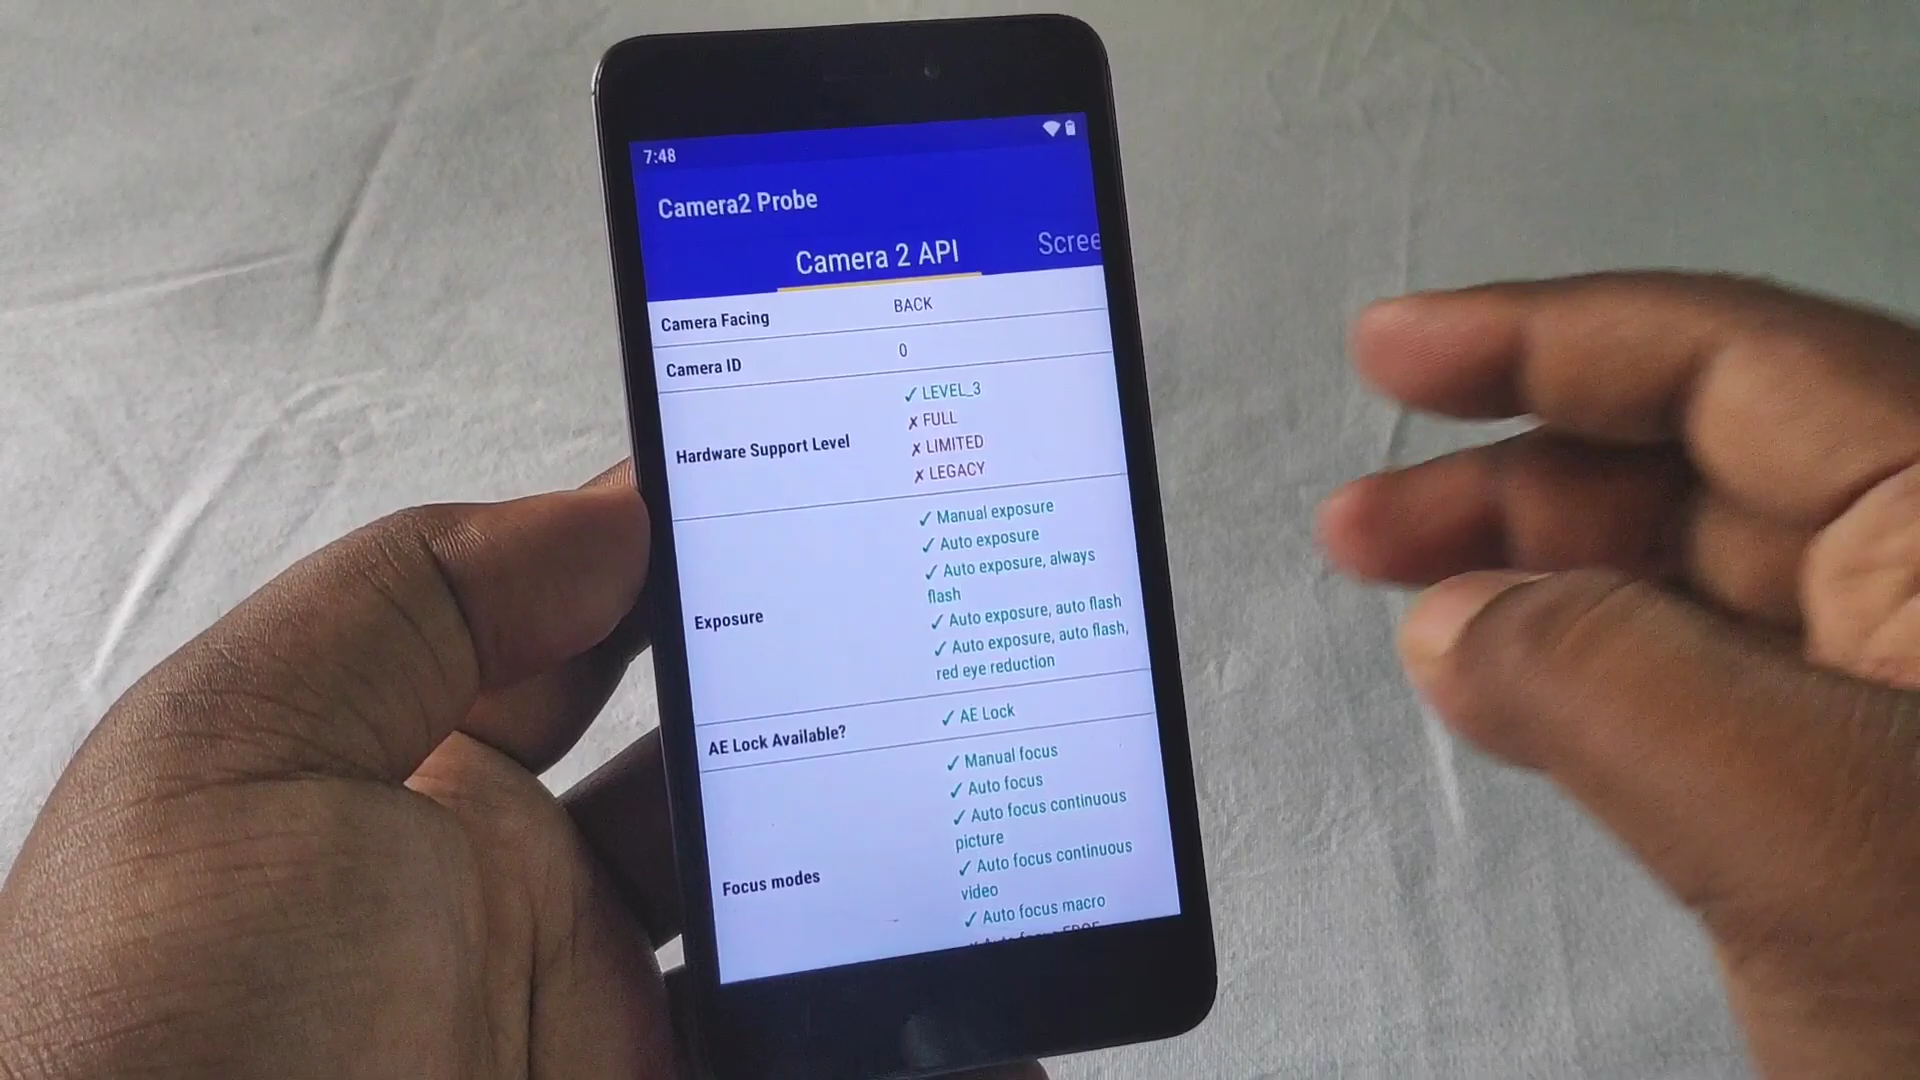 7:48
Camera2 Probe
Camera 2 API
Scree
Camera Facing
BACK
Camera ID
0
Hardware Support Level
✓ LEVEL_3
✗ FULL
✗ LIMITED
✗ LEGACY
Exposure
✓ Manual exposure
✓ Auto exposure
✓ Auto exposure, always
flash
✓ Auto exposure, auto flash
✓ Auto exposure, auto flash,
red eye reduction
AE Lock Available?
✓ AE Lock
Focus modes
✓ Manual focus
✓ Auto focus
✓ Auto focus continuous
picture
✓ Auto focus continuous
video
✓ Auto focus macro